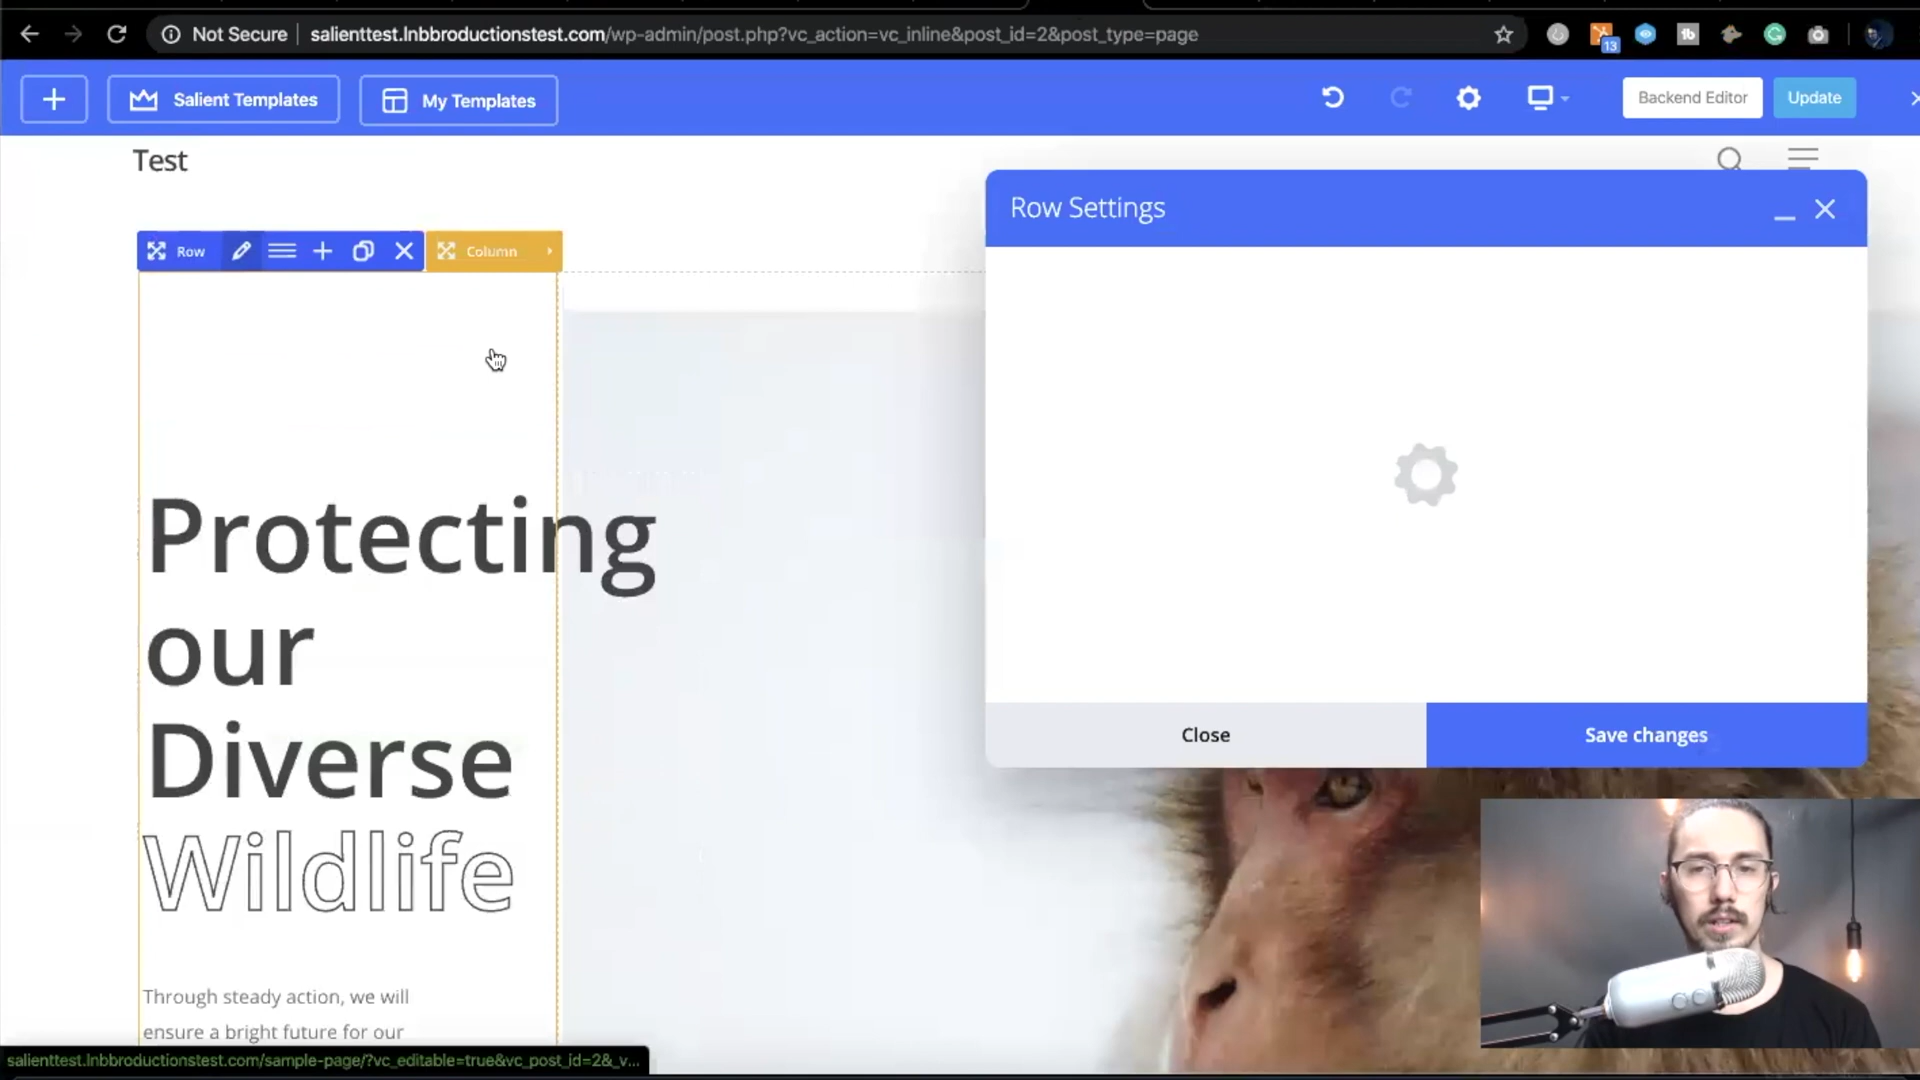 Not Secure salienttest.lnbbroductionstest.com/wp-admin/post.php?vc_action=vc_inline&post_id=2&post_type=page
13
Salient Templates
My Templates
Backend Editor
Update
Test
Row Settings
Row
Column
Protecting
our
Diverse
Wildlife
Close
Save changes
Through steady action, we will
ensure a bright future for our
salienttest.lnbbroductionstest.com/sample-page/?vc_editable=true&vc_post_id=2&_v...